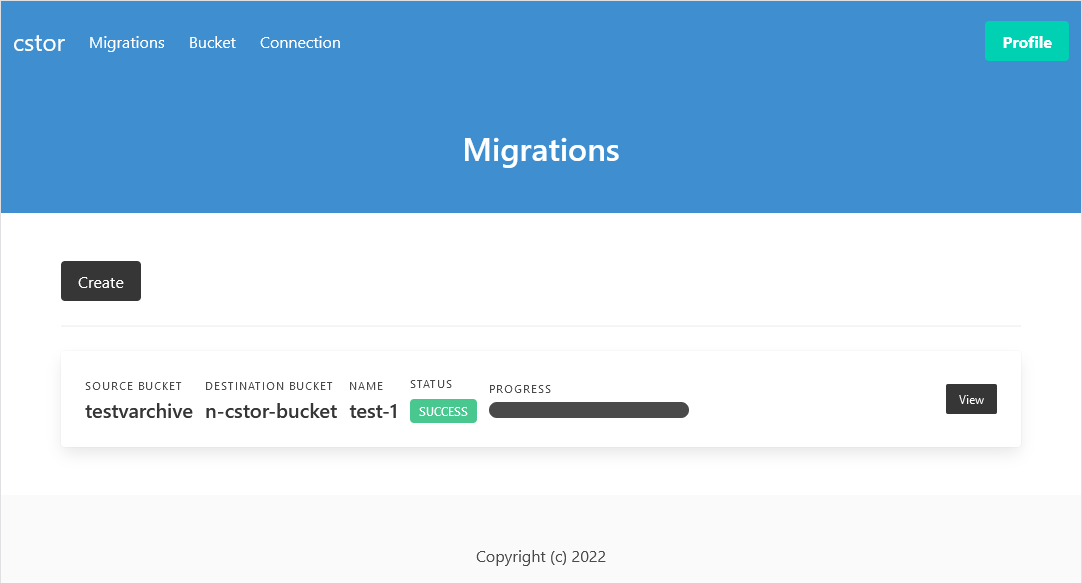 cstor Migrations Bucket Connection Profile
Migrations
Create
SOURCE BUCKET DESTINATION BUCKET NAME STATUS PROGRESS
testvarchive n-cstor-bucket test-1 SUCCESS View
Copyright (c) 2022